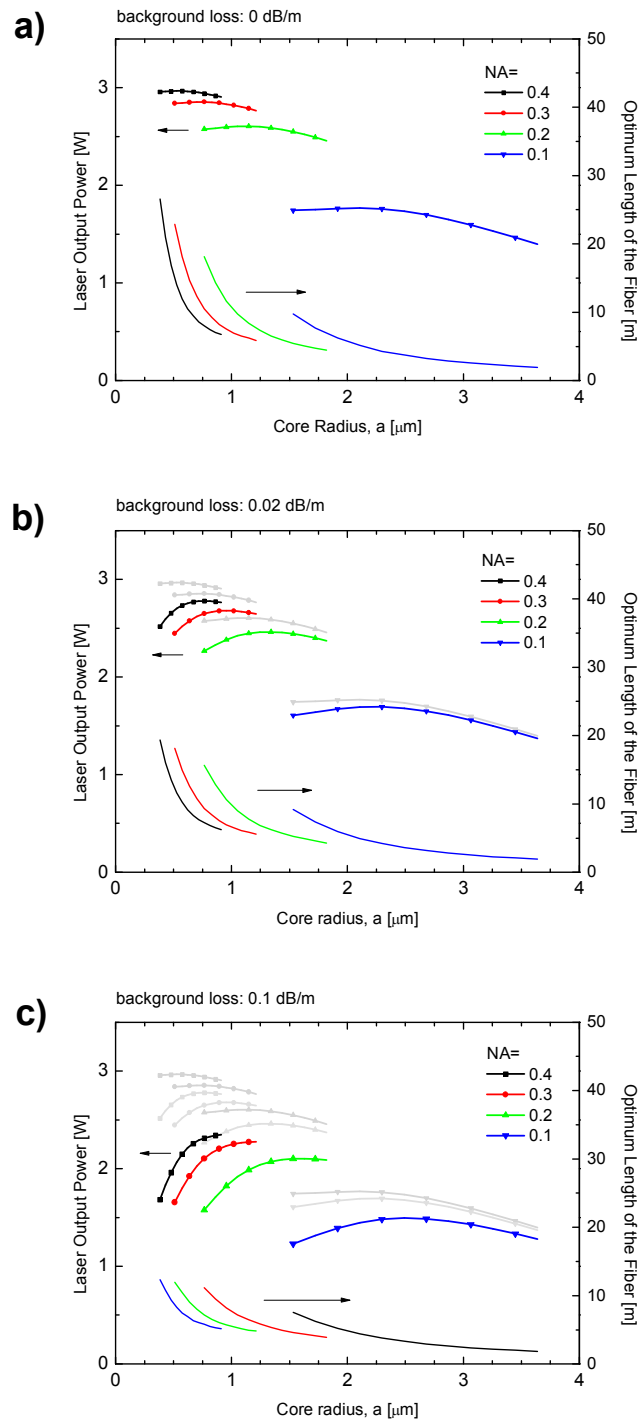 a)
background loss: 0 dB/m
Laser Output Power [W]
3
2
1
0
NA=
0.4
0.3
0.2
0.1
50
40
30
20
10
0
Optimum Length of the Fiber [m]
0 1 2 3 4
Core Radius, a [μm]
b)
background loss: 0.02 dB/m
Laser Output Power [W]
3
2
1
0
NA=
0.4
0.3
0.2
0.1
50
40
30
20
10
0
Optimum Length of the Fiber [m]
0 1 2 3 4
Core radius, a [μm]
c)
background loss: 0.1 dB/m
Laser Output Power [W]
3
2
1
0
NA=
0.4
0.3
0.2
0.1
50
40
30
20
10
0
Optimum Length of the Fiber [m]
0 1 2 3 4
Core radius, a [μm]